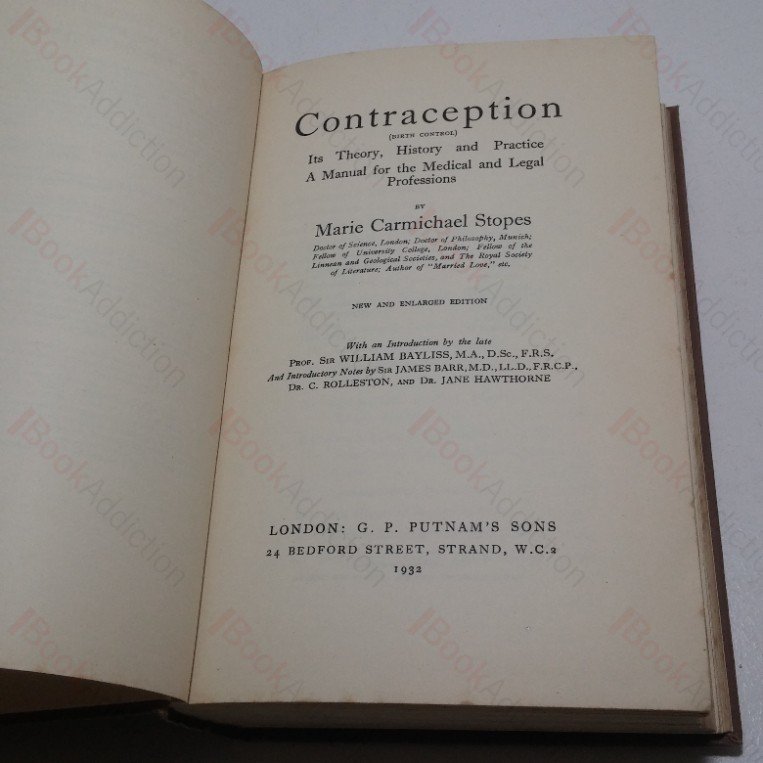 Contraception
(BIRTH CONTROL)
Its Theory, History and Practice
A Manual for the Medical and Legal
Professions
BY
Marie Carmichael Stopes
Doctor of Science, London; Doctor of Philosophy, Munich;
Fellow of University College, London; Fellow of the
Linnean and Geological Societies, and The Royal Society
of Literature; Author of "Married Love," etc.
NEW AND ENLARGED EDITION
With an Introduction by the late
PROF. SIR WILLIAM BAYLISS, M.A., D.Sc., F.R.S.
And Introductory Notes by SIR JAMES BARR, M.D., LL.D., F.R.C.P.,
DR. C. ROLLESTON, AND DR. JANE HAWTHORNE
LONDON: G. P. PUTNAM'S SONS
24 BEDFORD STREET, STRAND, W.C.2
1932
BookAddiction